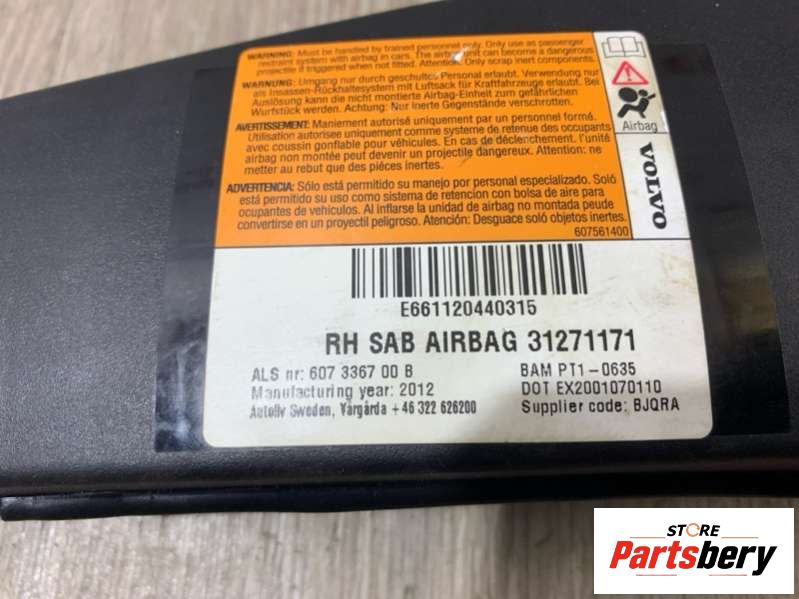 WARNING: Must be handled by trained personnel only. Only use as passenger
restraint system with airbag in cars. The airbag unit can become a dangerous
projectile if triggered when not fitted. Attention: Only scrap inert components.
WARNUNG: Umgang nur durch geschultes Personal erlaubt. Verwendung nur
als Insassen-Rückhaltesystem mit Luftsack für Kraftfahrzeuge erlaubt. Bei
Auslösung kann die nicht montierte Airbag-Einheit zum gefährlichen
Wurfstück werden. Achtung: Nur inerte Gegenstände verschrotten.
AVERTISSEMENT: Maniement autorisé uniquement par un personnel formé.
Utilisation autorisee uniquement comme systeme de retenue des occupants
avec coussin gonflable pour véhicules. En cas de déclenchement, l'unité
airbag non montée peut devenir un projectile dangereux. Attention: ne
metter au rebut que des pièces inertes.
ADVERTENCIA: Sólo está permitido su manejo por personal especializado. Soló
está permitido su uso como sistema de retencion con bolsa de aire para
ocupantes de vehículos. Al inflarse la unidad de airbag no montada peude
convertirse en un proyectil peligroso. Atención: Desguace soló objetos inertes.
607561400
Airbag
VOLVO
E661120440315
RH SAB AIRBAG 31271171
ALS nr: 607 3367 00 B
BAM PT1-0635
Manufacturing year: 2012
DOT EX2001070110
Autoliv Sweden, Vårgårda +46 322 626200
Supplier code: BJQRA
STORE
Partsbery